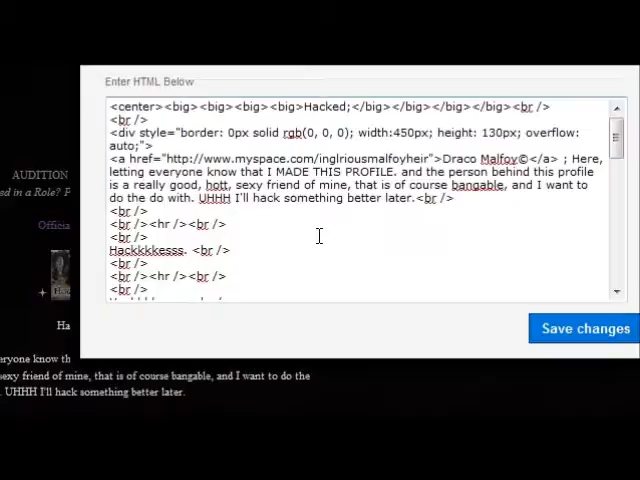 Enter HTML Below
<center><big><big><big><big>Hacked;</big></big></big></big><br />
<br />
<div style="border: 0px solid rgb(0, 0, 0); width:450px; height: 130px; overflow:
auto;">
<a href="http://www.myspace.com/inglriousmalfoyheir">Draco Malfoy©</a> ; Here,
letting everyone know that I MADE THIS PROFILE. and the person behind this profile
is a really good, hott, sexy friend of mine, that is of course bangable, and I want to
do the do with. UHHH I'll hack something better later.<br />
<br />
<br /><hr /><br />
<br />
Hackkkkesss. <br />
<br />
<br /><hr /><br />
<br />
Save changes
AUDITION
ed in a Role? P
Official
Ha
everyone know th
sexy friend of mine, that is of course bangable, and I want to do the
. UHHH I'll hack something better later.